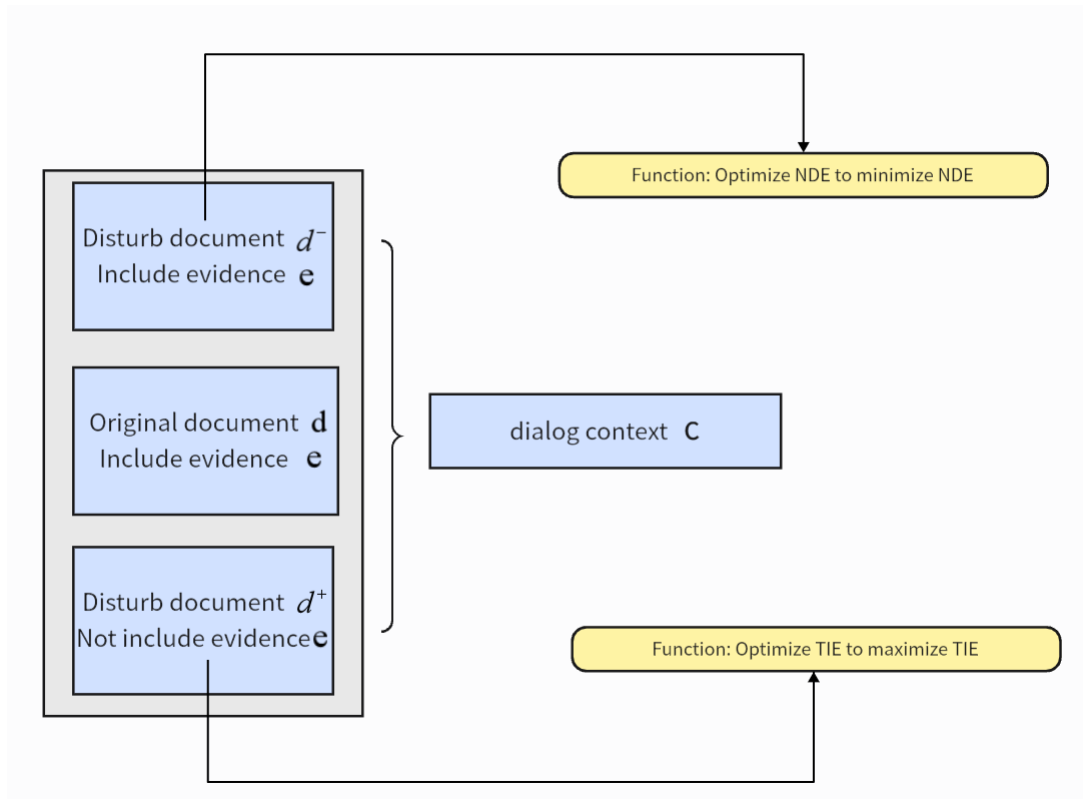 Function: Optimize NDE to minimize NDE
Disturb document d⁻
Include evidence e
Original document d
Include evidence e
dialog context c
Disturb document d⁺
Not include evidence e
Function: Optimize TIE to maximize TIE